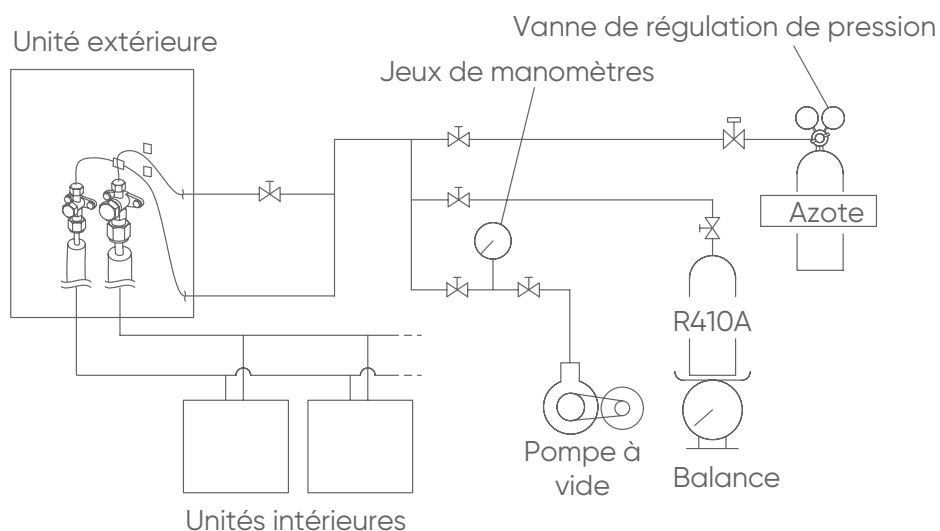 Vanne de régulation de pression
Unité extérieure
Jeux de manomètres
Azote
R410A
Pompe à
vide
Balance
Unités intérieures